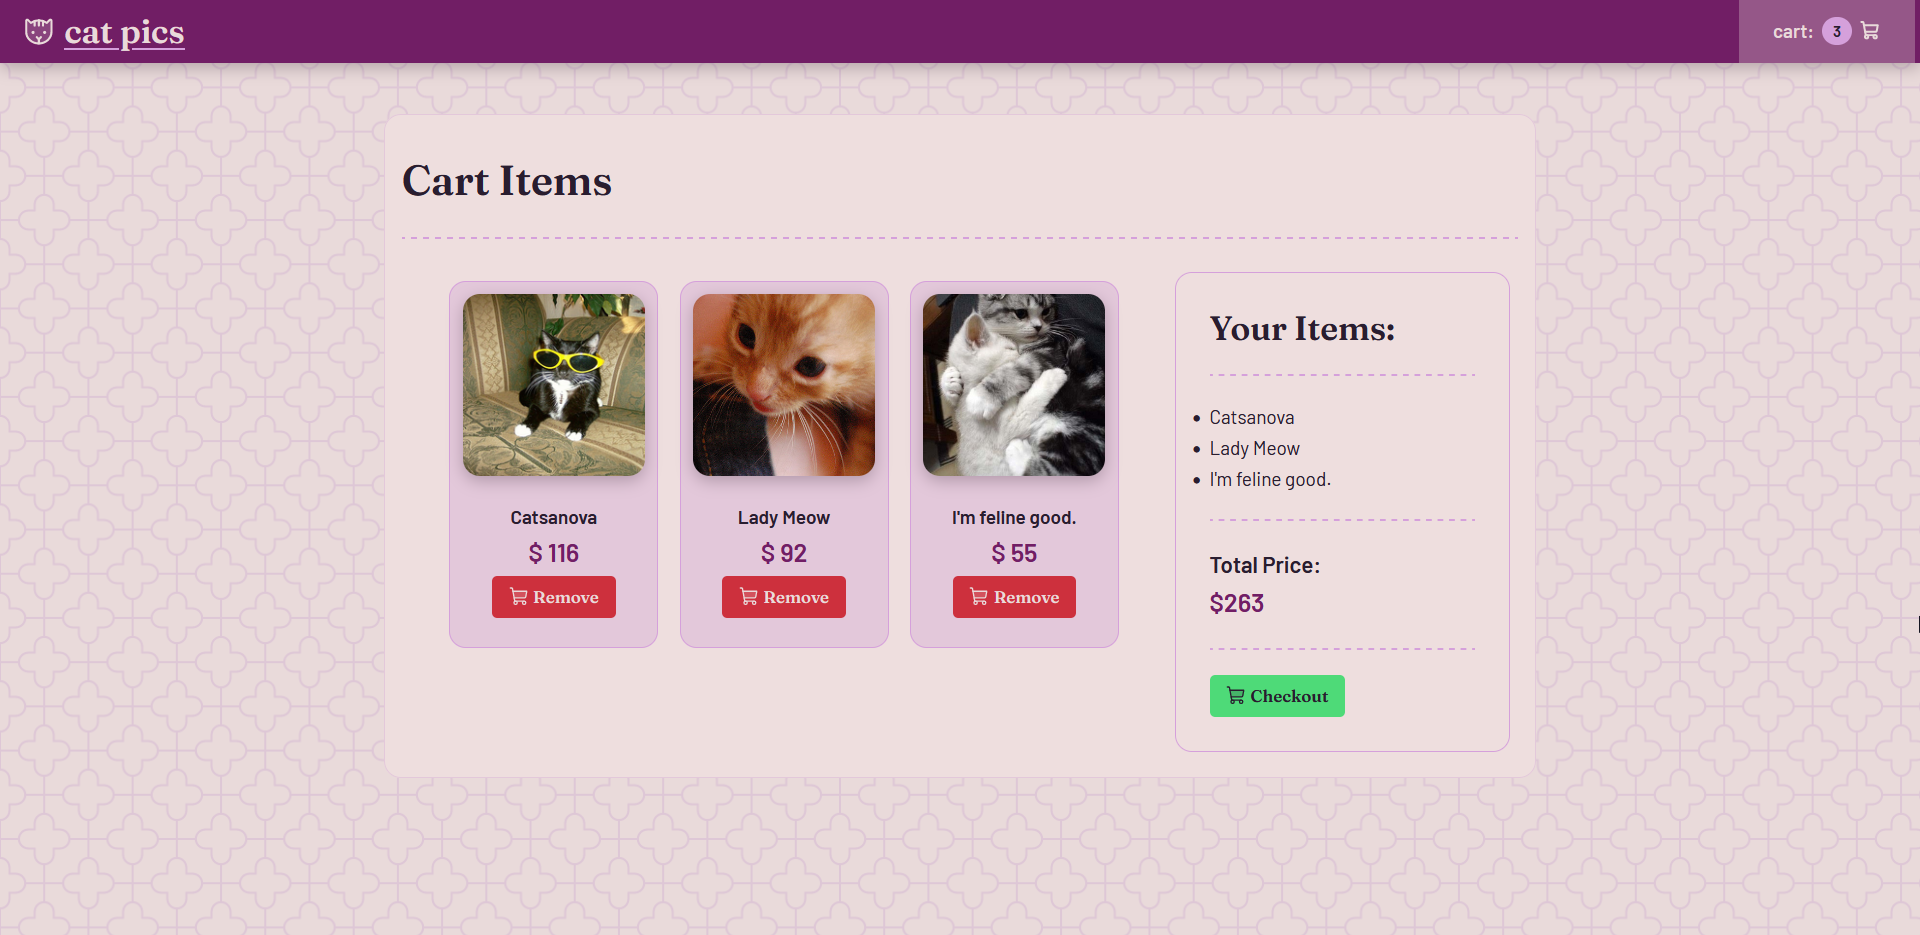 cat pics
cart: 3
Cart Items
Catsanova
$ 116
Remove
Lady Meow
$ 92
Remove
I'm feline good.
$ 55
Remove
Your Items:
Catsanova
Lady Meow
I'm feline good.
Total Price:
$263
Checkout